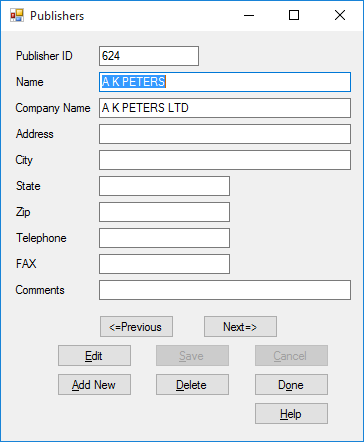 Publishers
Publisher ID 624
Name A K PETERS
Company Name A K PETERS LTD
Address
City
State
Zip
Telephone
FAX
Comments
<=Previous Next=>
Edit Save Cancel
Add New Delete Done
Help